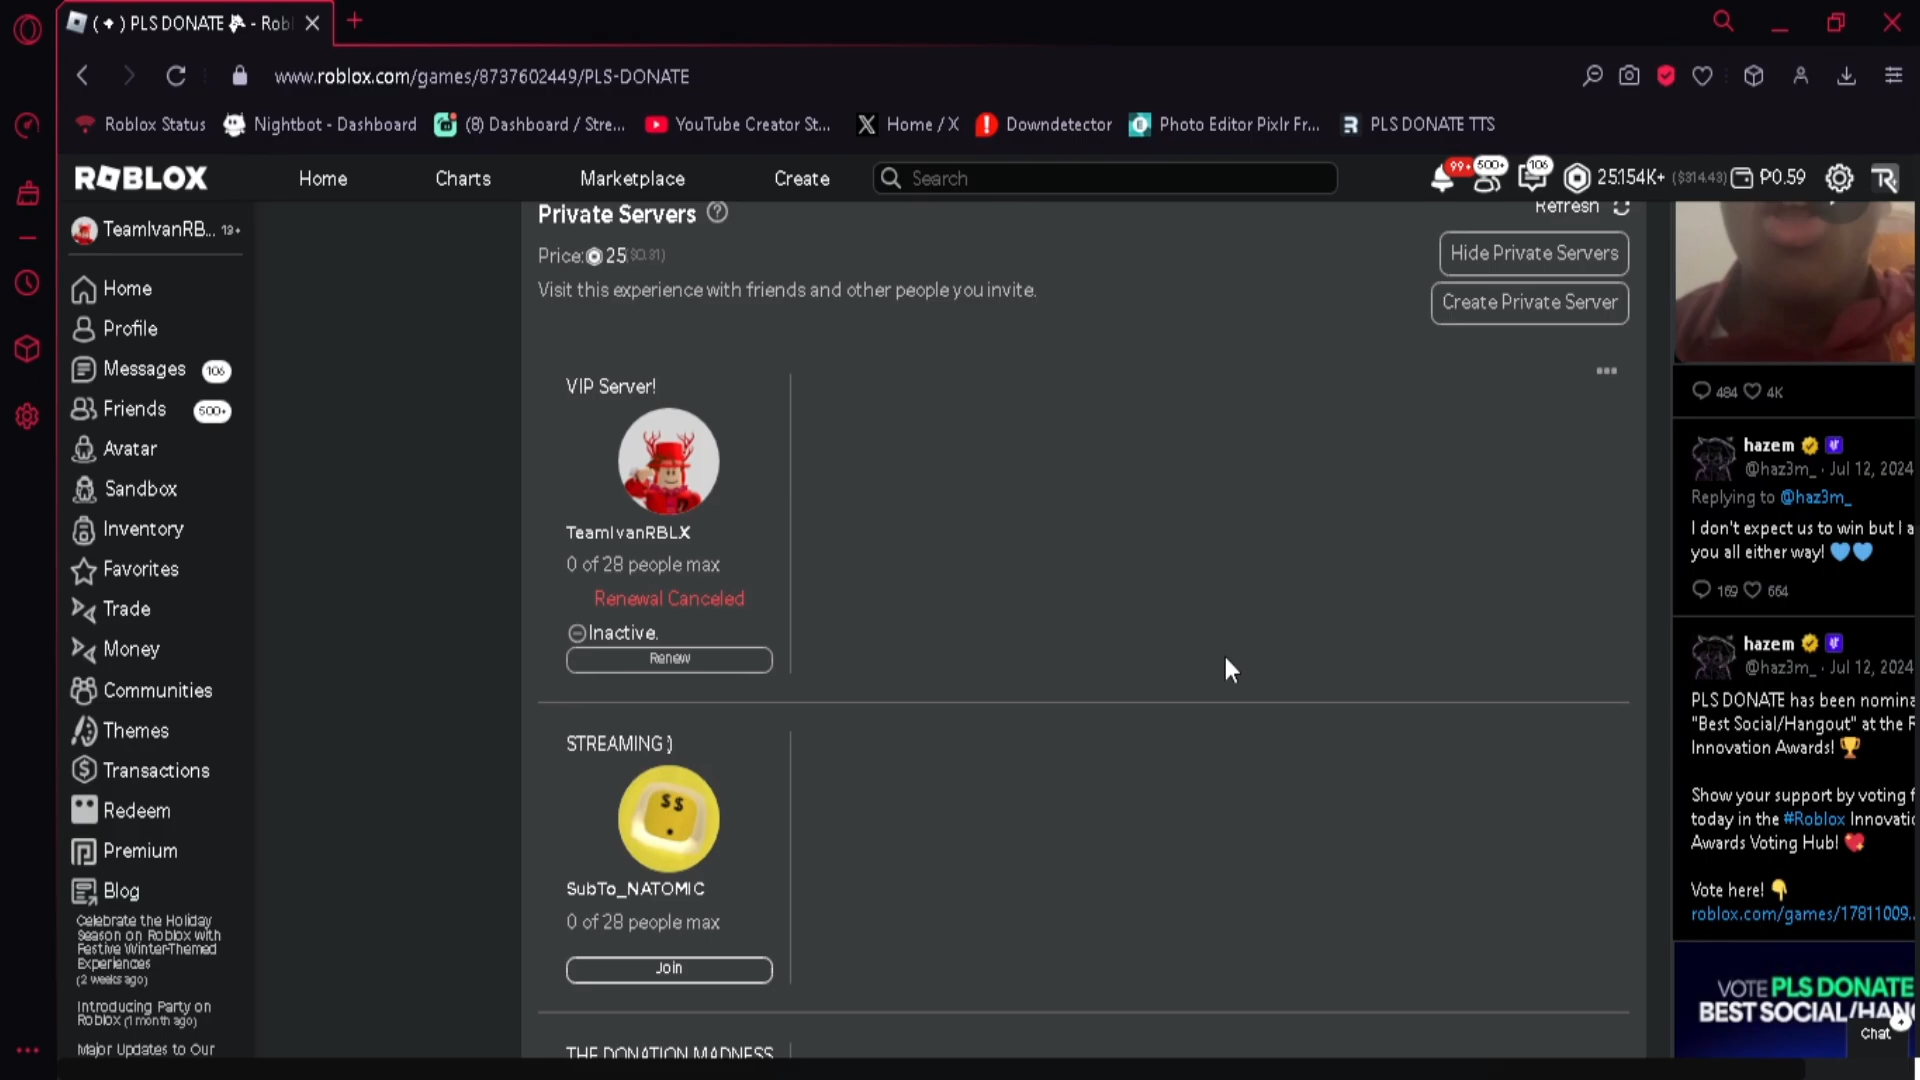 ( ✦ ) PLS DONATE - Robl
www.roblox.com/games/8737602449/PLS-DONATE
Roblox Status
Nightbot - Dashboard
(8) Dashboard / Stre...
YouTube Creator St...
Home / X
Downdetector
Photo Editor Pixlr Fr...
PLS DONATE TTS
ROBLOX
Home
Charts
Marketplace
Create
Search
99+
500+
106
25.154K+ ($314.43)
₱0.59
TeamIvanRB... 13+
Home
Profile
Messages 106
Friends 500+
Avatar
Sandbox
Inventory
Favorites
Trade
Money
Communities
Themes
Transactions
Redeem
Premium
Blog
Celebrate the Holiday
Season on Roblox with
Festive Winter-Themed
Experiences
(2 weeks ago)
Introducing Party on
Roblox (1 month ago)
Major Updates to Our
Private Servers
Refresh
Price: 25 ($0.31)
Hide Private Servers
Visit this experience with friends and other people you invite.
Create Private Server
VIP Server!
TeamIvanRBLX
0 of 28 people max
Renewal Canceled
Inactive.
Renew
STREAMING :)
$$
SubTo_NATOMIC
0 of 28 people max
Join
THE DONATION MADNESS
484 4K
hazem
@haz3m_ · Jul 12, 2024
Replying to @haz3m_
I don't expect us to win but I a
you all either way! 💙💙
169 664
hazem
@haz3m_ · Jul 12, 2024
PLS DONATE has been nomina
"Best Social/Hangout" at the R
Innovation Awards! 🏆
Show your support by voting f
today in the #Roblox Innovatio
Awards Voting Hub! 💖
Vote here! 👇
roblox.com/games/17811009...
VOTE PLS DONATE
BEST SOCIAL/HANG
Chat